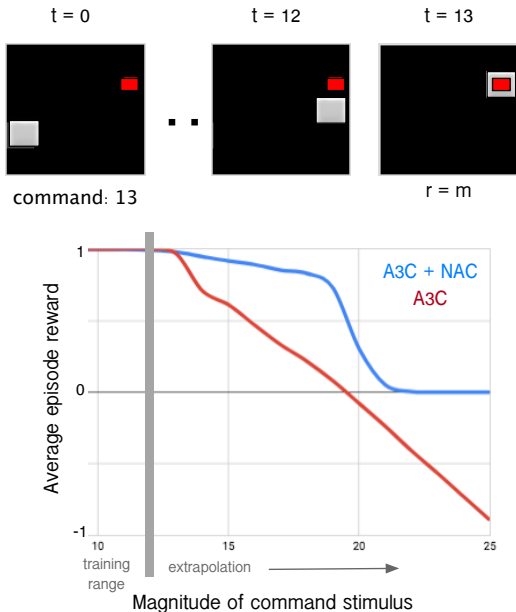 t = 0
t = 12
t = 13
. .
command: 13
r = m
1
A3C + NAC
A3C
0
-1
Average episode reward
10
15
20
25
training range
extrapolation
Magnitude of command stimulus